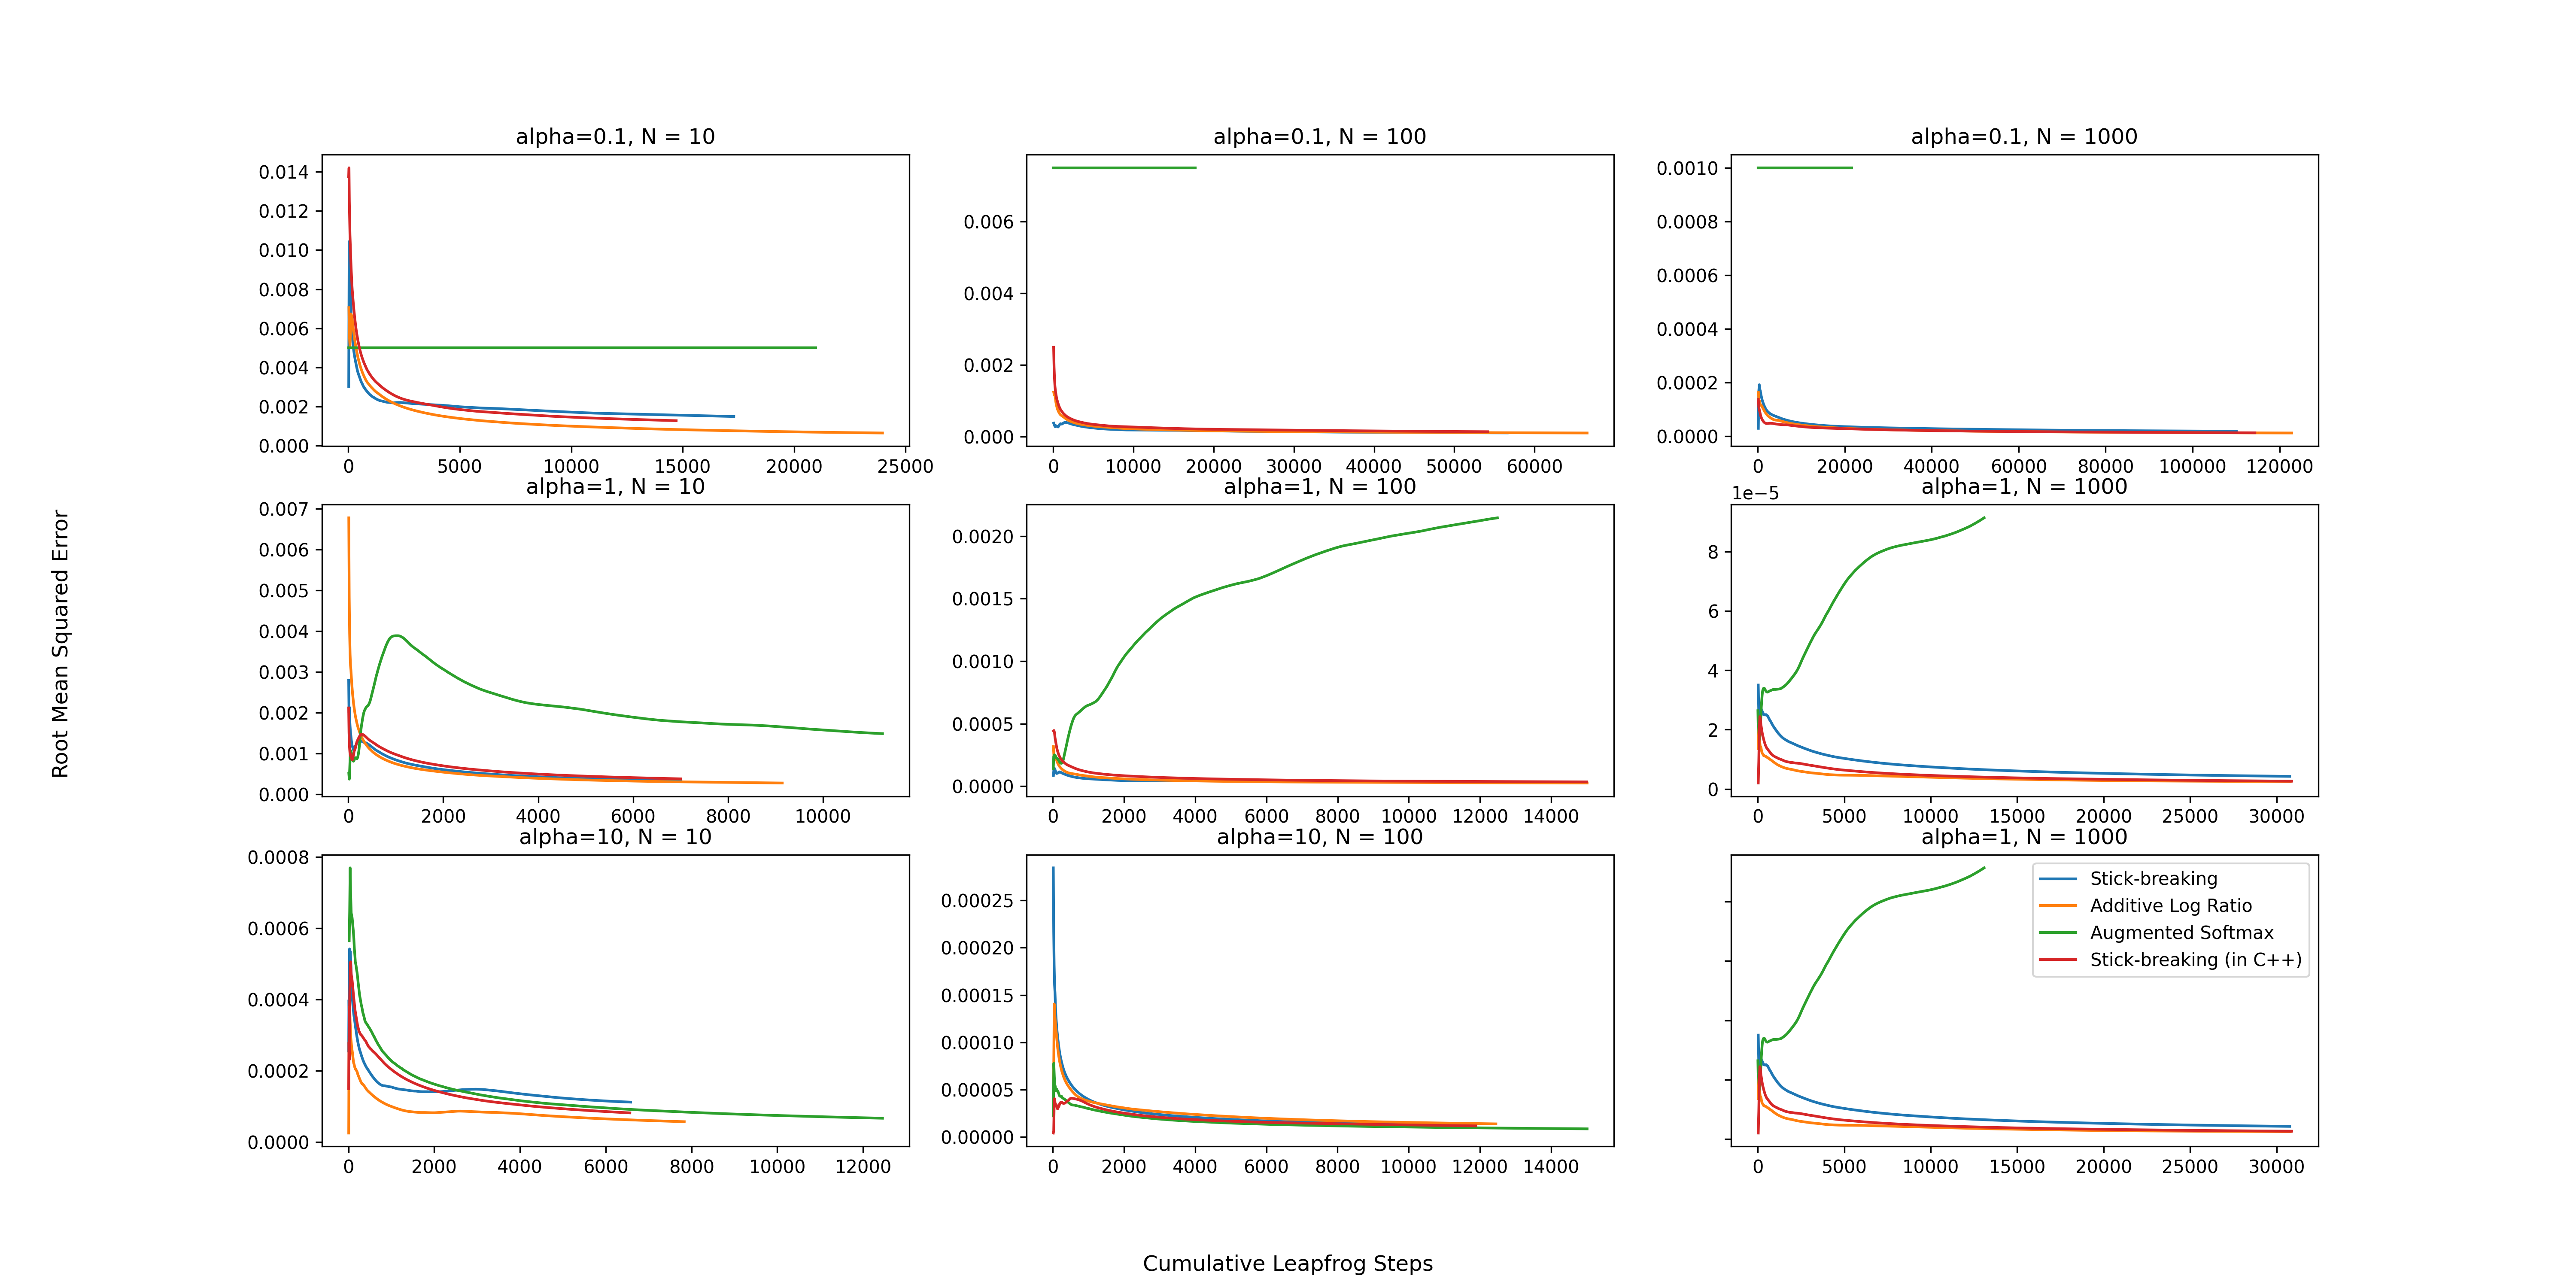 alpha=0.1, N = 10
0.014
0.012
0.010
0.008
0.006
0.004
0.002
0.000
0 5000 10000 15000 20000 25000
alpha=0.1, N = 100
0.006
0.004
0.002
0.000
0 10000 20000 30000 40000 50000 60000
alpha=0.1, N = 1000
0.0010
0.0008
0.0006
0.0004
0.0002
0.0000
0 20000 40000 60000 80000 100000 120000
Root Mean Squared Error
alpha=1, N = 10
0.007
0.006
0.005
0.004
0.003
0.002
0.001
0.000
0 2000 4000 6000 8000 10000
alpha=1, N = 100
0.0020
0.0015
0.0010
0.0005
0.0000
0 2000 4000 6000 8000 10000 12000 14000
1e−5
alpha=1, N = 1000
8
6
4
2
0
0 5000 10000 15000 20000 25000 30000
alpha=10, N = 10
0.0008
0.0006
0.0004
0.0002
0.0000
0 2000 4000 6000 8000 10000 12000
alpha=10, N = 100
0.00025
0.00020
0.00015
0.00010
0.00005
0.00000
0 2000 4000 6000 8000 10000 12000 14000
alpha=1, N = 1000
Stick-breaking
Additive Log Ratio
Augmented Softmax
Stick-breaking (in C++)
0 5000 10000 15000 20000 25000 30000
Cumulative Leapfrog Steps